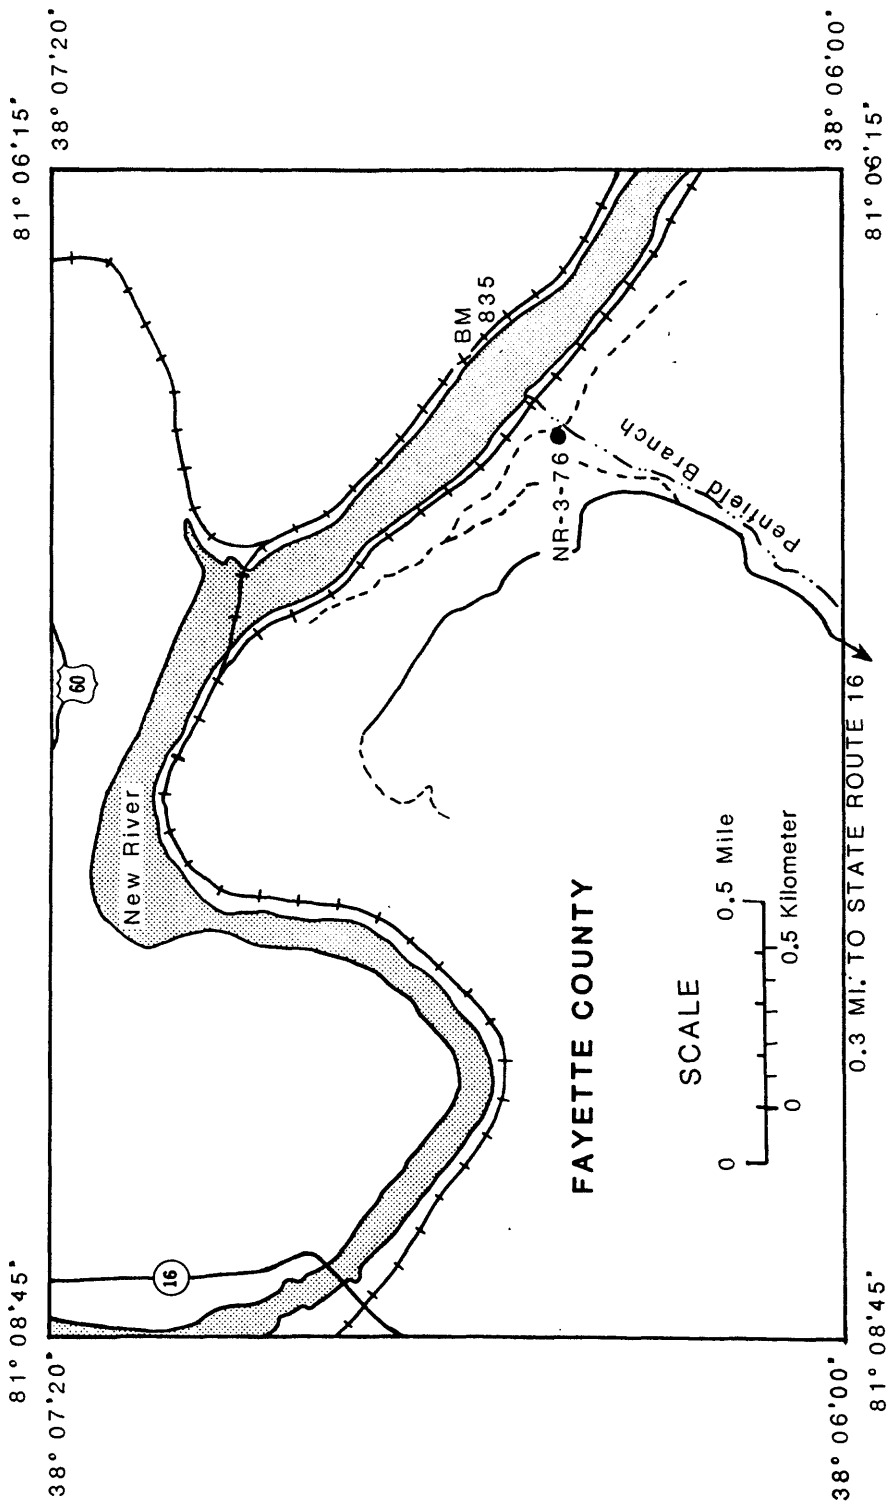 81° 08'45"
81° 06'15"
38° 07'20"
38° 07'20"
60
16
New River
BM
835
NR-3-76
Penfield Branch
FAYETTE COUNTY
SCALE
0
0.5 Mile
0
0.5 Kilometer
38° 06'00"
38° 06'00"
0.3 MI. TO STATE ROUTE 16
81° 08'45"
81° 06'15"